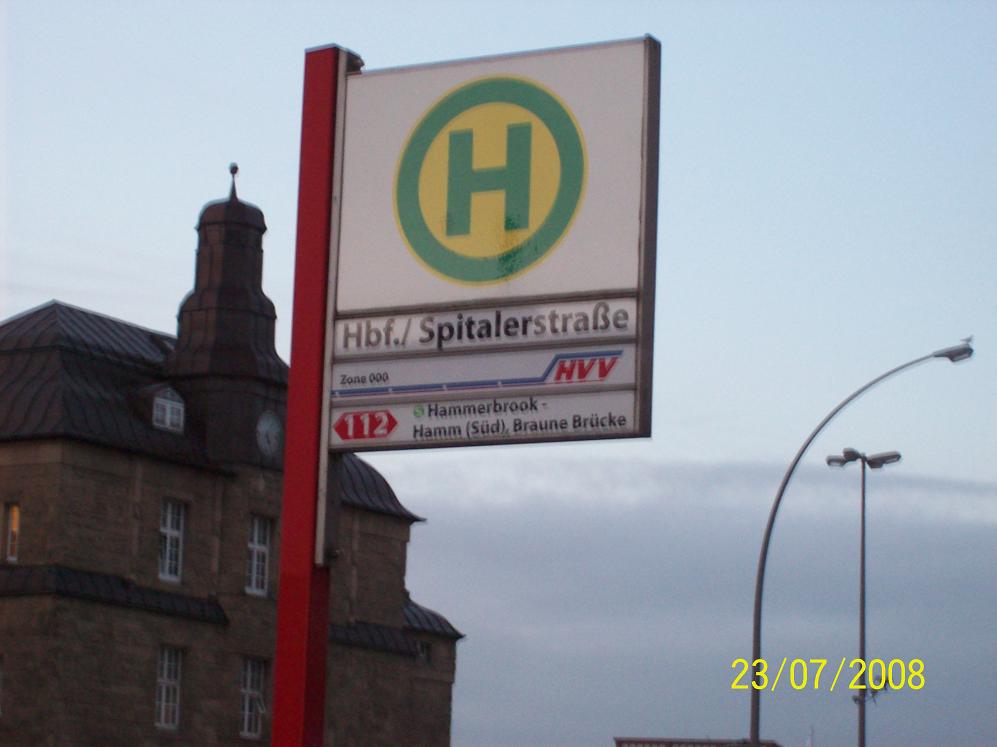 H
Hbf./ Spitalerstraße
Zone 000 HVV
112 S Hammerbrook -
Hamm (Süd), Braune Brücke
23/07/2008